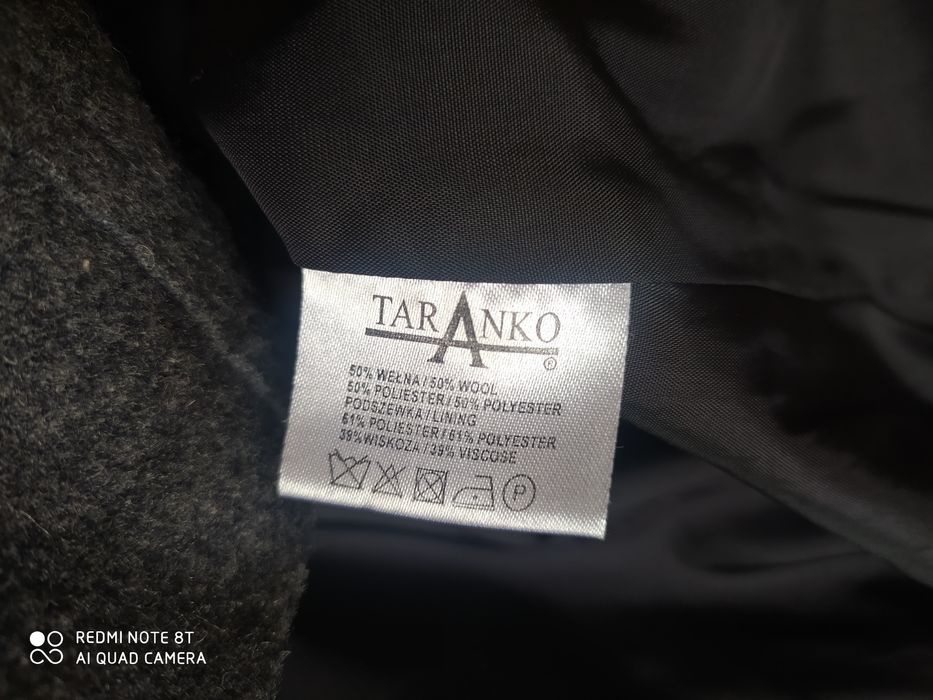 TARANKO
®
50% WEŁNA / 50% WOOL
50% POLIESTER / 50% POLYESTER
PODSZEWKA / LINING
61% POLIESTER / 61% POLYESTER
39% WISKOZA / 39% VISCOSE
P
REDMI NOTE 8T
AI QUAD CAMERA